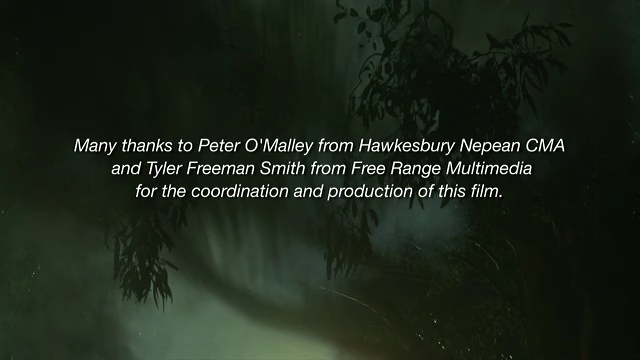 Many thanks to Peter O'Malley from Hawkesbury Nepean CMA
and Tyler Freeman Smith from Free Range Multimedia
for the coordination and production of this film.